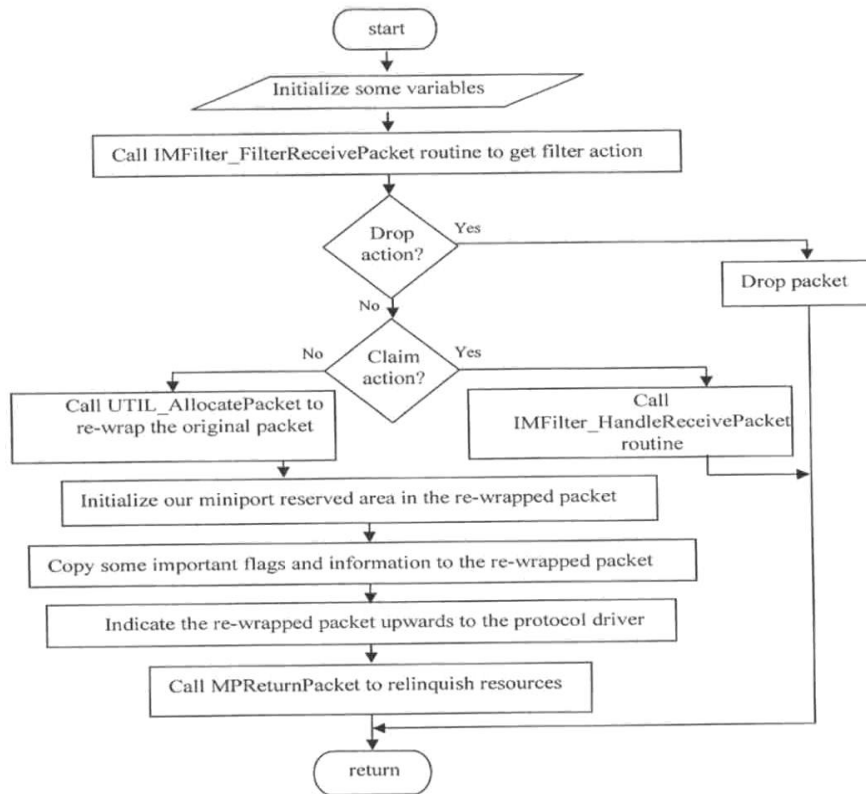 start
Initialize some variables
Call IMFilter_FilterReceivePacket routine to get filter action
Drop
action?
Yes
Drop packet
No
Claim
action?
No
Yes
Call UTIL_AllocatePacket to
re-wrap the original packet
Call
IMFilter_HandleReceivePacket
routine
Initialize our miniport reserved area in the re-wrapped packet
Copy some important flags and information to the re-wrapped packet
Indicate the re-wrapped packet upwards to the protocol driver
Call MPReturnPacket to relinquish resources
return